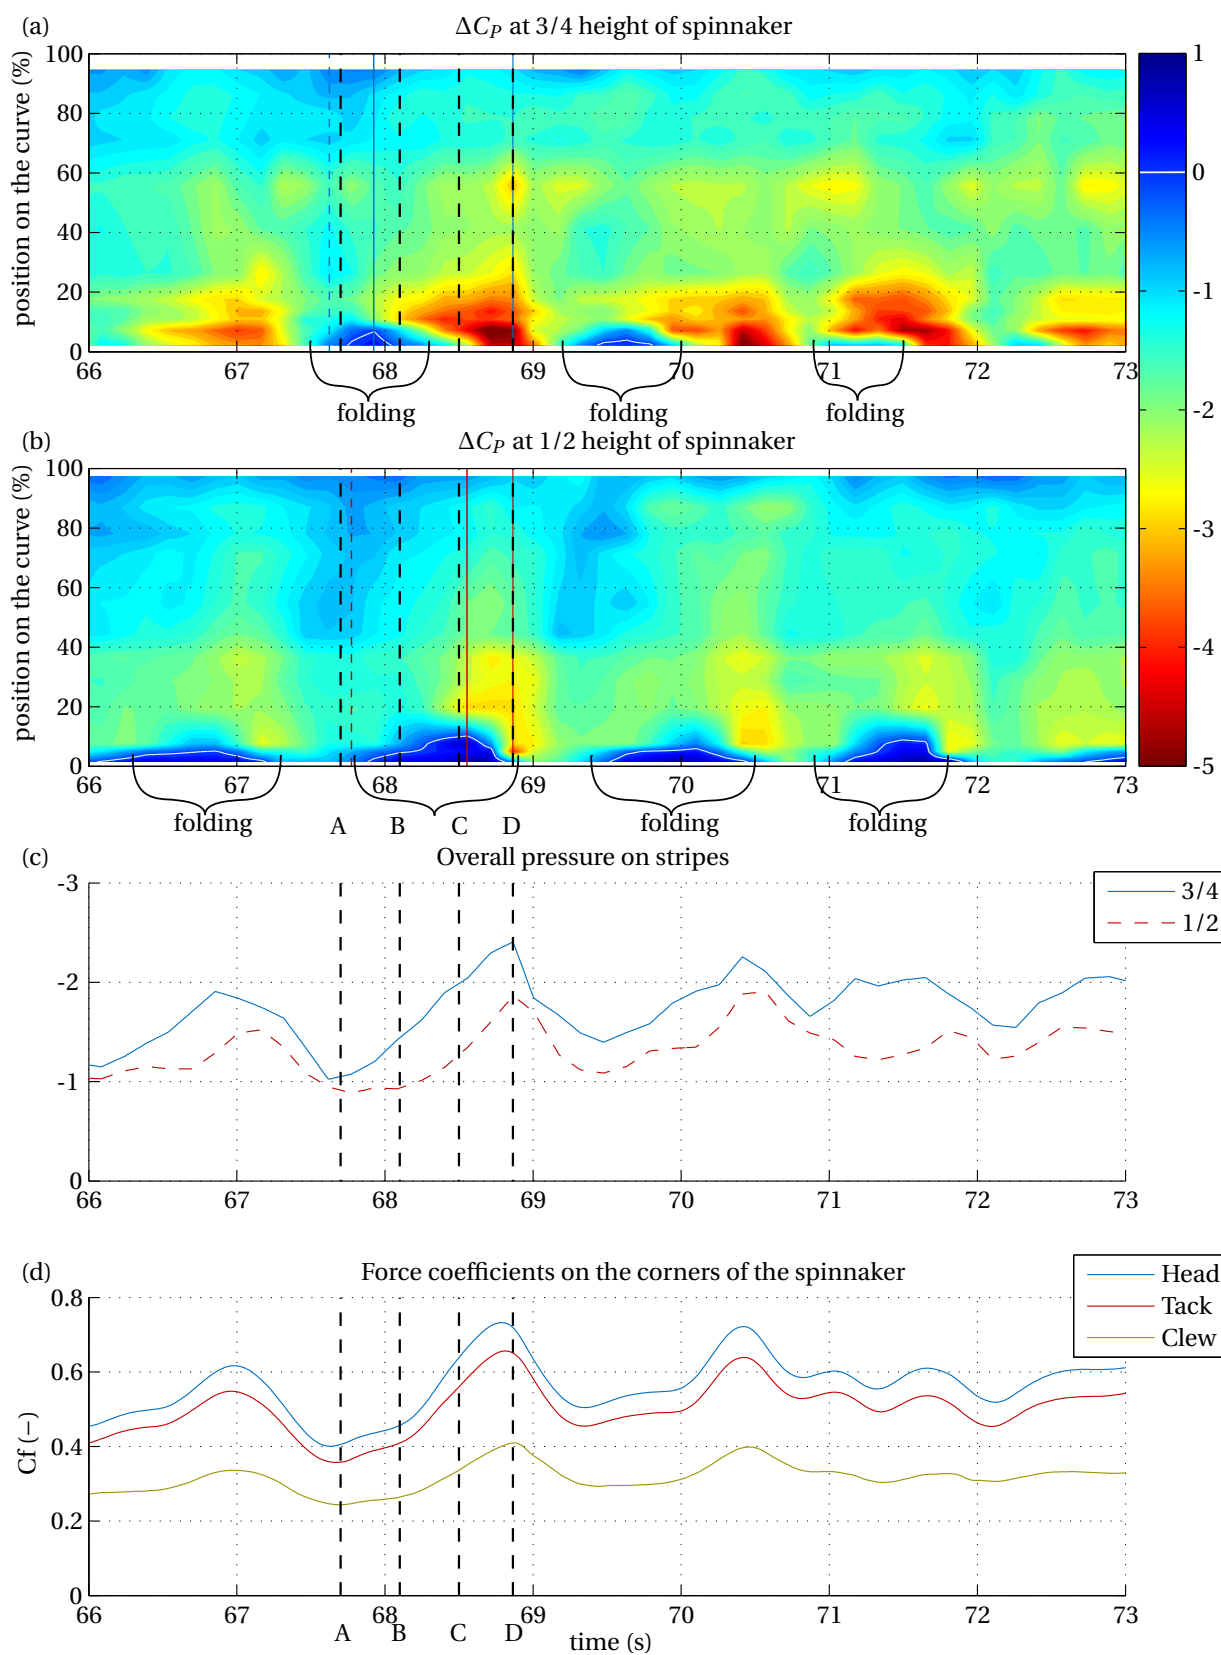 (a)
ΔC_P at 3/4 height of spinnaker
position on the curve (%)
100
80
60
40
20
0
66 67 68 69 70 71 72 73
folding folding folding
1
0
-1
-2
-3
-4
-5
(b)
ΔC_P at 1/2 height of spinnaker
position on the curve (%)
100
80
60
40
20
0
66 67 68 69 70 71 72 73
folding A B C D folding folding
(c)
Overall pressure on stripes
-3
-2
-1
0
66 67 68 69 70 71 72 73
3/4
1/2
(d)
Force coefficients on the corners of the spinnaker
Cf (−)
0.8
0.6
0.4
0.2
0
66 67 68 69 70 71 72 73
A B C D
time (s)
Head
Tack
Clew